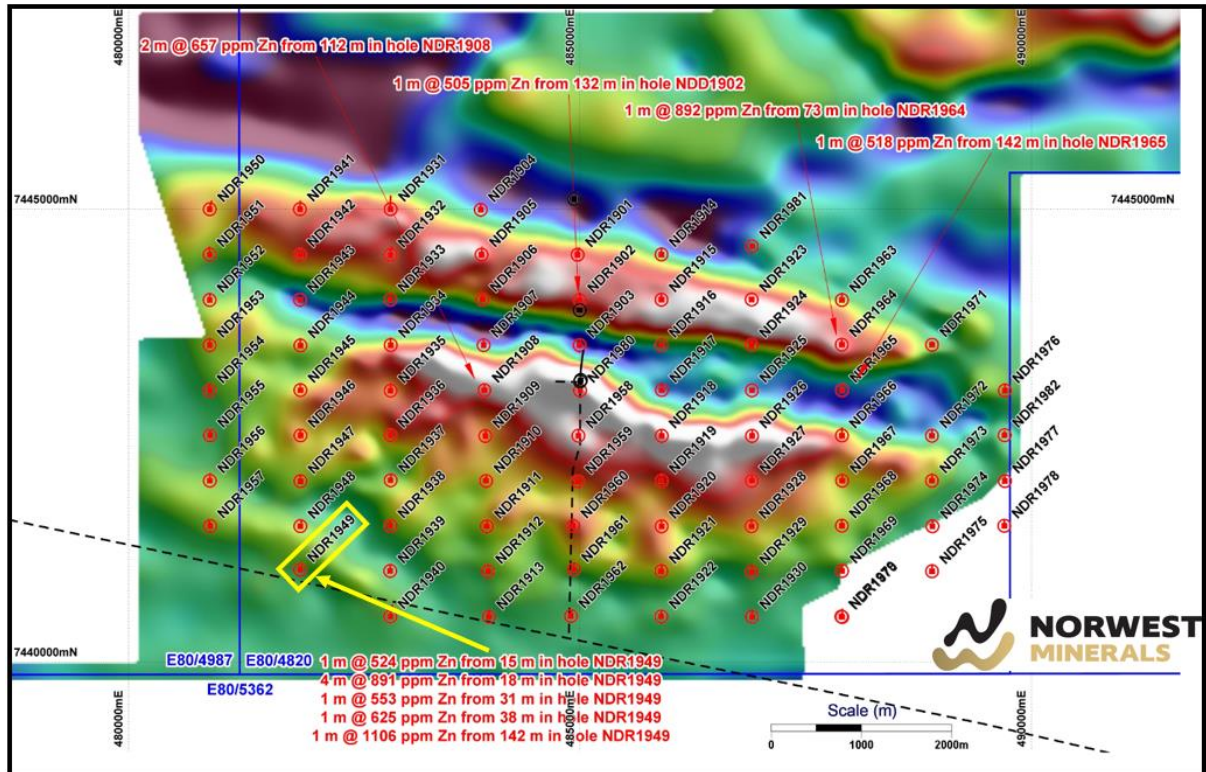 480000mE
485000mE
490000mE
2 m @ 657 ppm Zn from 112 m in hole NDR1908
1 m @ 505 ppm Zn from 132 m in hole NDD1902
1 m @ 892 ppm Zn from 73 m in hole NDR1964
1 m @ 518 ppm Zn from 142 m in hole NDR1965
7445000mN
7445000mN
NDR1950
NDR1941
NDR1931
NDR1904
NDR1951
NDR1942
NDR1932
NDR1905
NDR1901
NDR1914
NDR1981
NDR1952
NDR1943
NDR1933
NDR1906
NDR1902
NDR1915
NDR1923
NDR1963
NDR1953
NDR1944
NDR1934
NDR1907
NDR1903
NDR1916
NDR1924
NDR1964
NDR1971
NDR1954
NDR1945
NDR1935
NDR1908
NDR1980
NDR1917
NDR1925
NDR1965
NDR1976
NDR1955
NDR1946
NDR1936
NDR1909
NDR1958
NDR1918
NDR1926
NDR1966
NDR1972
NDR1982
NDR1956
NDR1947
NDR1937
NDR1910
NDR1959
NDR1919
NDR1927
NDR1967
NDR1973
NDR1977
NDR1957
NDR1948
NDR1938
NDR1911
NDR1960
NDR1920
NDR1928
NDR1968
NDR1974
NDR1978
NDR1949
NDR1939
NDR1912
NDR1961
NDR1921
NDR1929
NDR1969
NDR1975
NDR1940
NDR1913
NDR1962
NDR1922
NDR1930
NORWEST
MINERALS
7440000mN
E80/4987
E80/4820
E80/5362
1 m @ 524 ppm Zn from 15 m in hole NDR1949
4 m @ 891 ppm Zn from 18 m in hole NDR1949
1 m @ 553 ppm Zn from 31 m in hole NDR1949
1 m @ 625 ppm Zn from 38 m in hole NDR1949
1 m @ 1106 ppm Zn from 142 m in hole NDR1949
480000mE
485000mE
490000mE
Scale (m)
0
1000
2000m